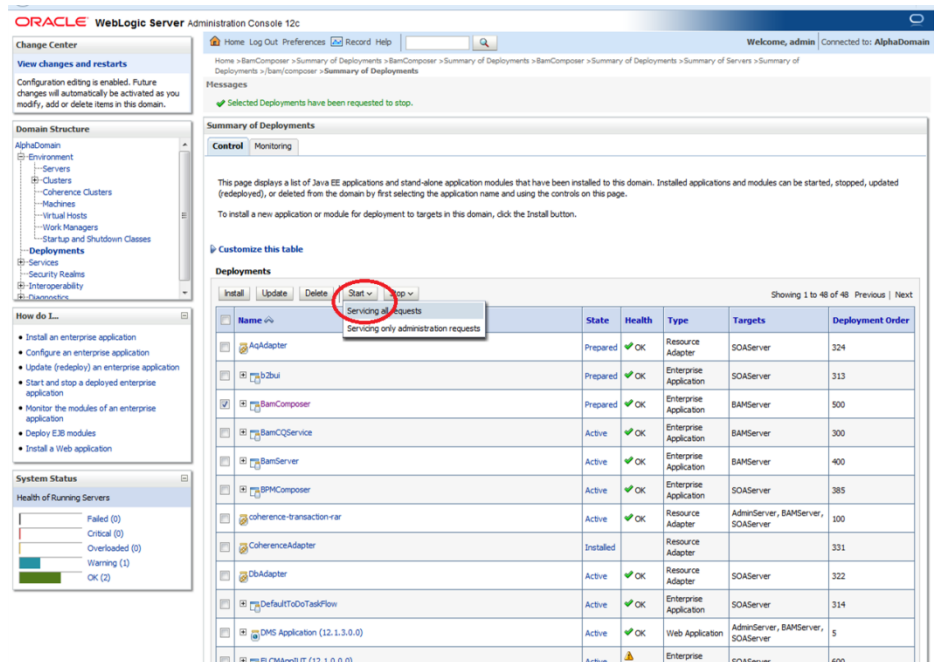 ORACLE WebLogic Server Administration Console 12c
Change Center
View changes and restarts
Configuration editing is enabled. Future
changes will automatically be activated as you
modify, add or delete items in this domain.
Domain Structure
AlphaDomain
Environment
Servers
Clusters
Coherence Clusters
Machines
Virtual Hosts
Work Managers
Startup and Shutdown Classes
Deployments
Services
Security Realms
Interoperability
Diagnostics
How do I...
Install an enterprise application
Configure an enterprise application
Update (redeploy) an enterprise application
Start and stop a deployed enterprise
application
Monitor the modules of an enterprise
application
Deploy EJB modules
Install a Web application
System Status
Health of Running Servers
Failed (0)
Critical (0)
Overloaded (0)
Warning (1)
OK (2)
Home Log Out Preferences Record Help
Welcome, admin Connected to: AlphaDomain
Home >BamComposer >Summary of Deployments >BamComposer >Summary of Deployments >BamComposer >Summary of Deployments >Summary of Servers >Summary of
Deployments >/bam/composer >Summary of Deployments
Messages
Selected Deployments have been requested to stop.
Summary of Deployments
Control Monitoring
This page displays a list of Java EE applications and stand-alone application modules that have been installed to this domain. Installed applications and modules can be started, stopped, updated
(redeployed), or deleted from the domain by first selecting the application name and using the controls on this page.
To install a new application or module for deployment to targets in this domain, click the Install button.
Customize this table
Deployments
Install Update Delete Start Stop Showing 1 to 48 of 48 Previous | Next
Servicing all requests
Servicing only administration requests
Name State Health Type Targets Deployment Order
AqAdapter Prepared OK Resource Adapter SOAServer 324
b2bui Prepared OK Enterprise Application SOAServer 313
BamComposer Prepared OK Enterprise Application BAMServer 500
BamCQService Active OK Enterprise Application BAMServer 300
BamServer Active OK Enterprise Application BAMServer 400
BPMComposer Active OK Enterprise Application SOAServer 385
coherence-transaction-rar Active OK Resource Adapter AdminServer, BAMServer, SOAServer 100
CoherenceAdapter Installed Resource Adapter 331
DbAdapter Active OK Resource Adapter SOAServer 322
DefaultToDoTaskFlow Active OK Enterprise Application SOAServer 314
DMS Application (12.1.3.0.0) Active OK Web Application AdminServer, BAMServer, SOAServer 5
Active Enterprise SOAServer 600